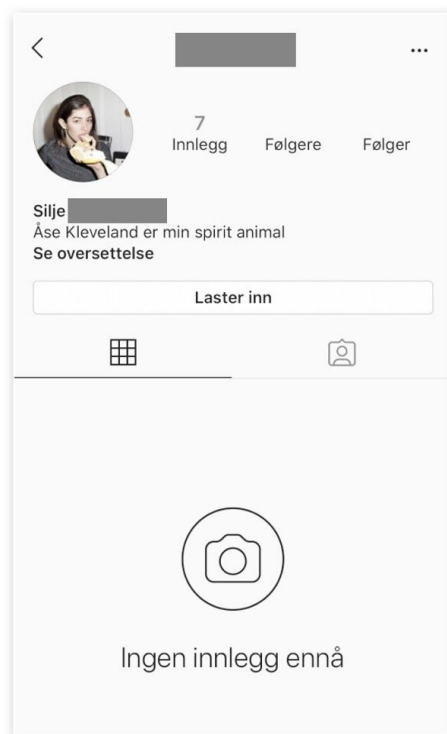 7
Innlegg Følgere Følger
Silje
Åse Kleveland er min spirit animal
Se oversettelse
Laster inn
Ingen innlegg ennå